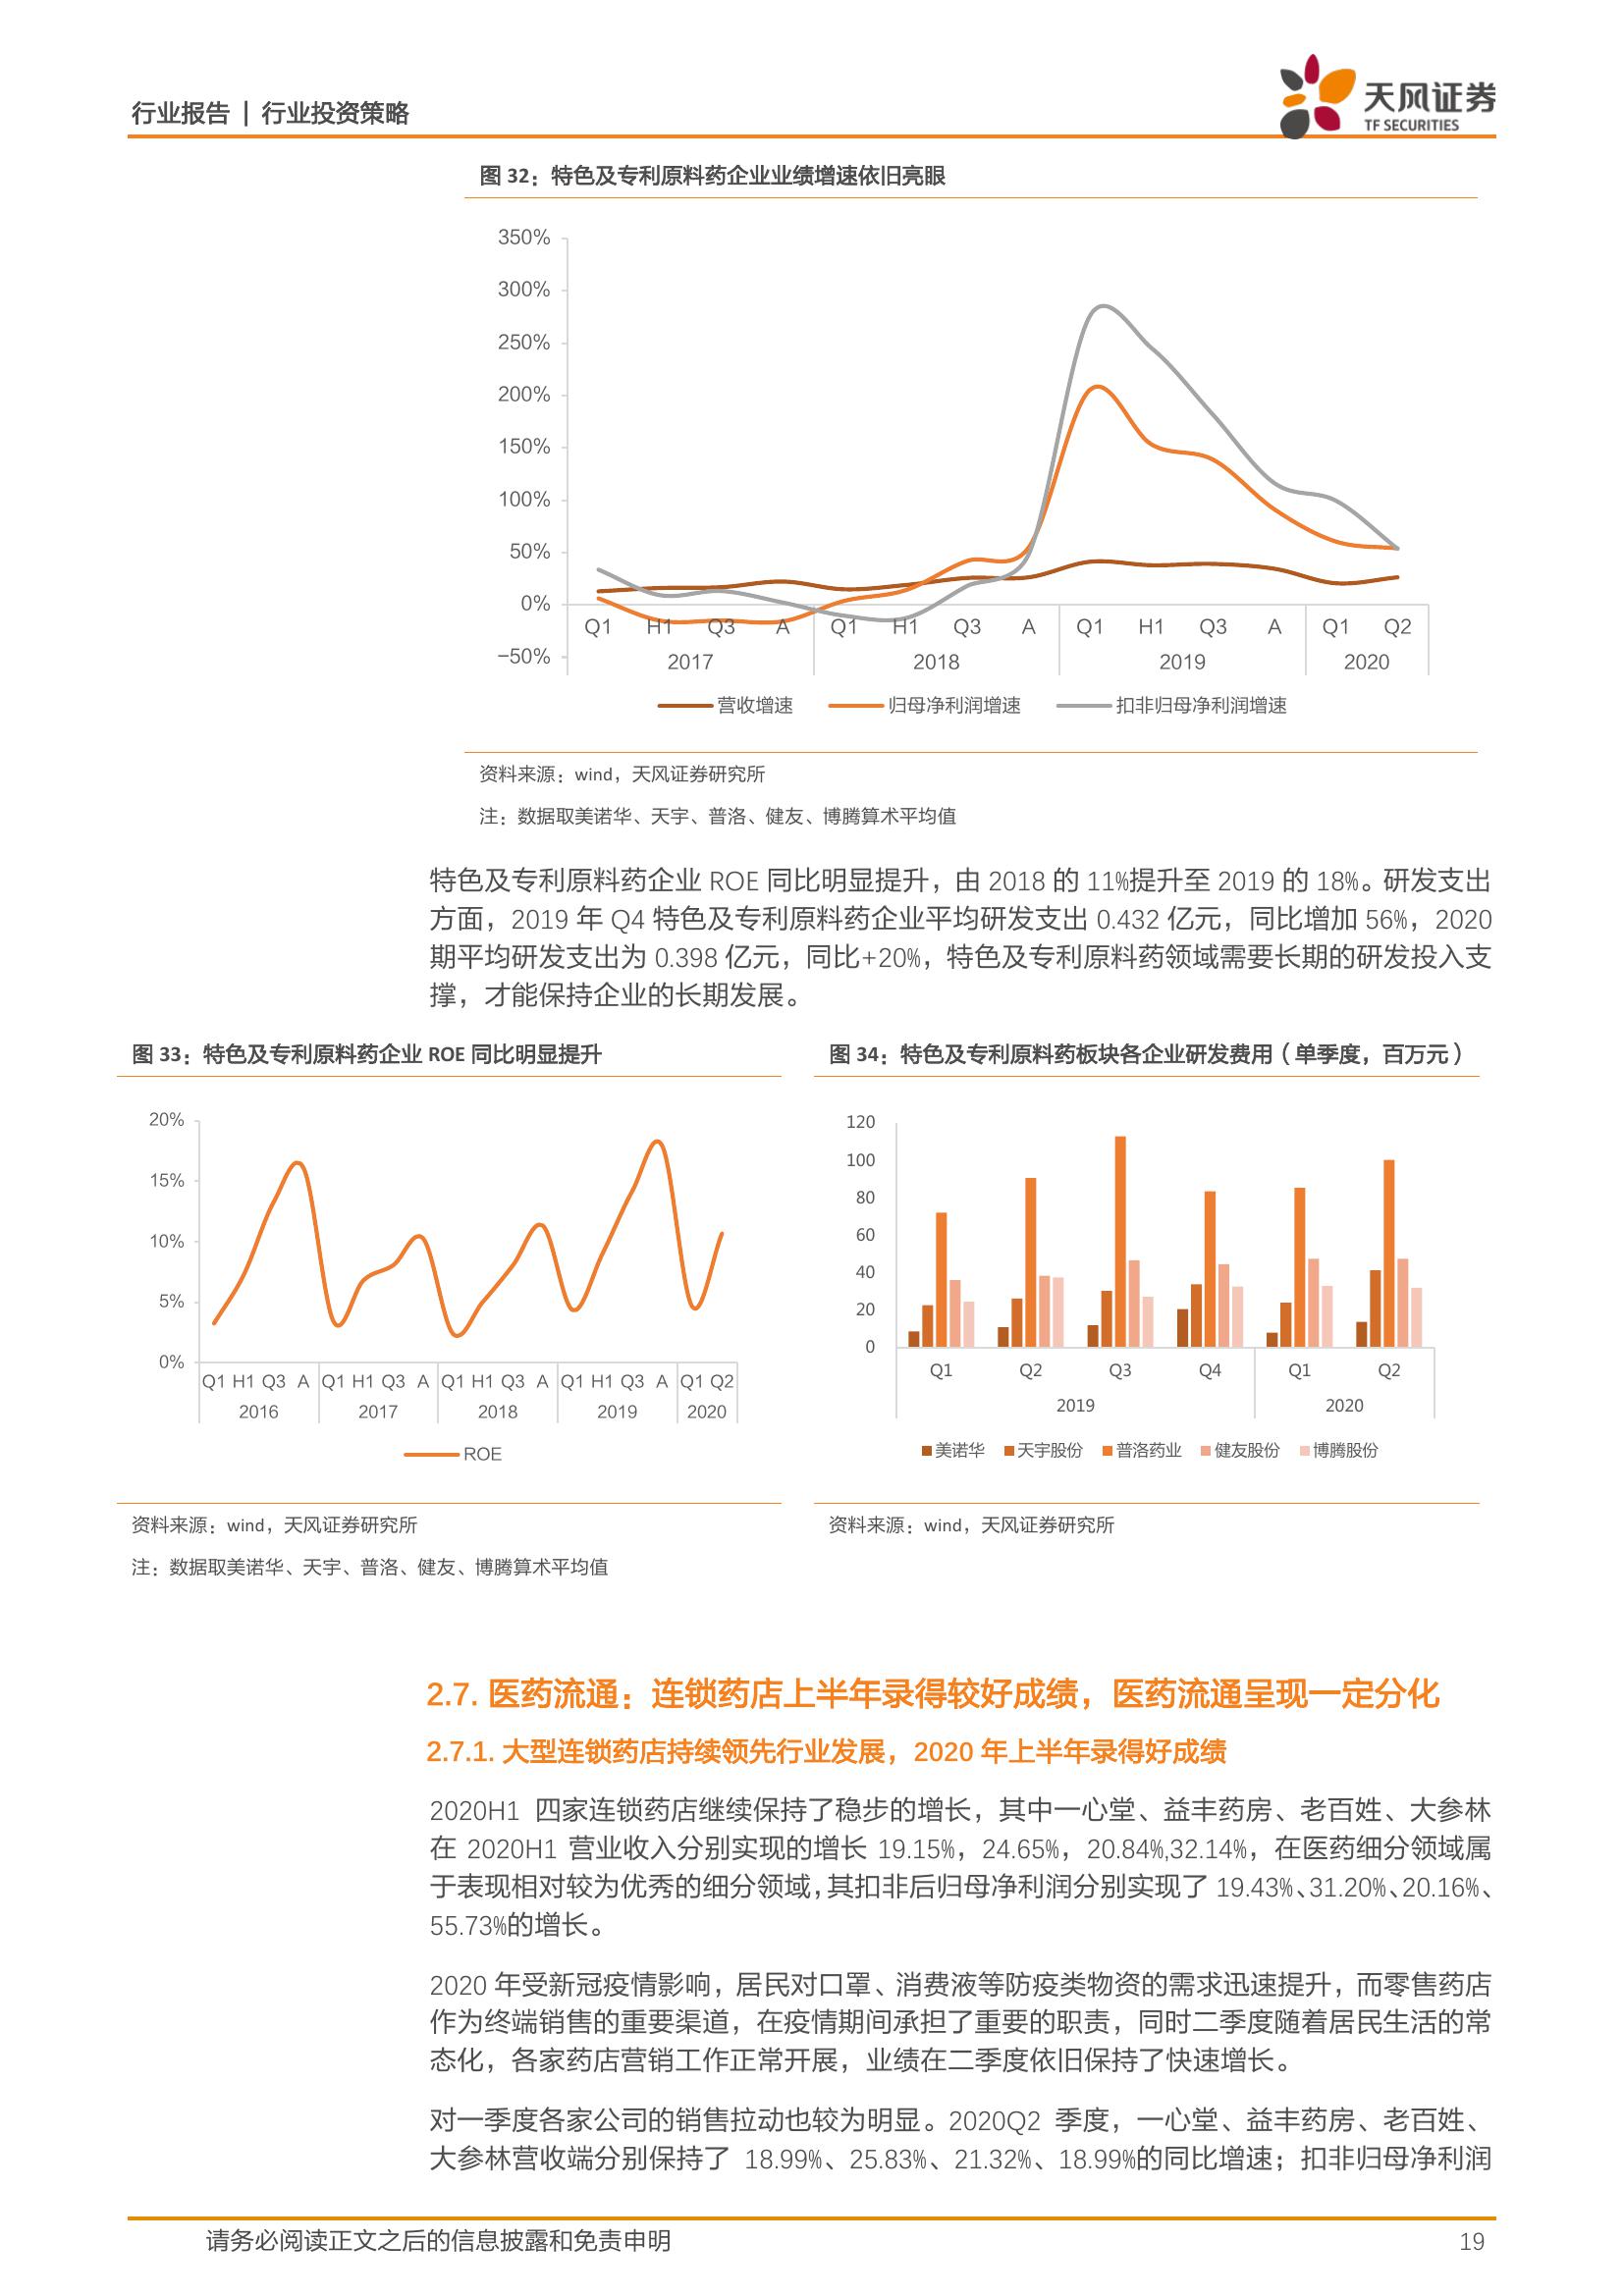 行业报告 | 行业投资策略
天风证券
TF SECURITIES
图 32：特色及专利原料药企业业绩增速依旧亮眼
350%
300%
250%
200%
150%
100%
50%
0%
−50%
Q1 H1 Q3 A Q1 H1 Q3 A Q1 H1 Q3 A Q1 Q2
2017 2018 2019 2020
营收增速 归母净利润增速 扣非归母净利润增速
资料来源：wind，天风证券研究所
注：数据取美诺华、天宇、普洛、健友、博腾算术平均值
特色及专利原料药企业 ROE 同比明显提升，由 2018 的 11%提升至 2019 的 18%。研发支出
方面，2019 年 Q4 特色及专利原料药企业平均研发支出 0.432 亿元，同比增加 56%，2020
期平均研发支出为 0.398 亿元，同比+20%，特色及专利原料药领域需要长期的研发投入支
撑，才能保持企业的长期发展。
图 33：特色及专利原料药企业 ROE 同比明显提升
20%
15%
10%
5%
0%
Q1 H1 Q3 A Q1 H1 Q3 A Q1 H1 Q3 A Q1 H1 Q3 A Q1 Q2
2016 2017 2018 2019 2020
ROE
资料来源：wind，天风证券研究所
注：数据取美诺华、天宇、普洛、健友、博腾算术平均值
图 34：特色及专利原料药板块各企业研发费用（单季度，百万元）
120
100
80
60
40
20
0
Q1 Q2 Q3 Q4 Q1 Q2
2019 2020
美诺华 天宇股份 普洛药业 健友股份 博腾股份
资料来源：wind，天风证券研究所
2.7. 医药流通：连锁药店上半年录得较好成绩，医药流通呈现一定分化
2.7.1. 大型连锁药店持续领先行业发展，2020 年上半年录得好成绩
2020H1 四家连锁药店继续保持了稳步的增长，其中一心堂、益丰药房、老百姓、大参林
在 2020H1 营业收入分别实现的增长 19.15%，24.65%，20.84%,32.14%，在医药细分领域属
于表现相对较为优秀的细分领域，其扣非后归母净利润分别实现了 19.43%、31.20%、20.16%、
55.73%的增长。
2020 年受新冠疫情影响，居民对口罩、消费液等防疫类物资的需求迅速提升，而零售药店
作为终端销售的重要渠道，在疫情期间承担了重要的职责，同时二季度随着居民生活的常
态化，各家药店营销工作正常开展，业绩在二季度依旧保持了快速增长。
对一季度各家公司的销售拉动也较为明显。2020Q2 季度，一心堂、益丰药房、老百姓、
大参林营收端分别保持了 18.99%、25.83%、21.32%、18.99%的同比增速；扣非归母净利润
请务必阅读正文之后的信息披露和免责申明
19